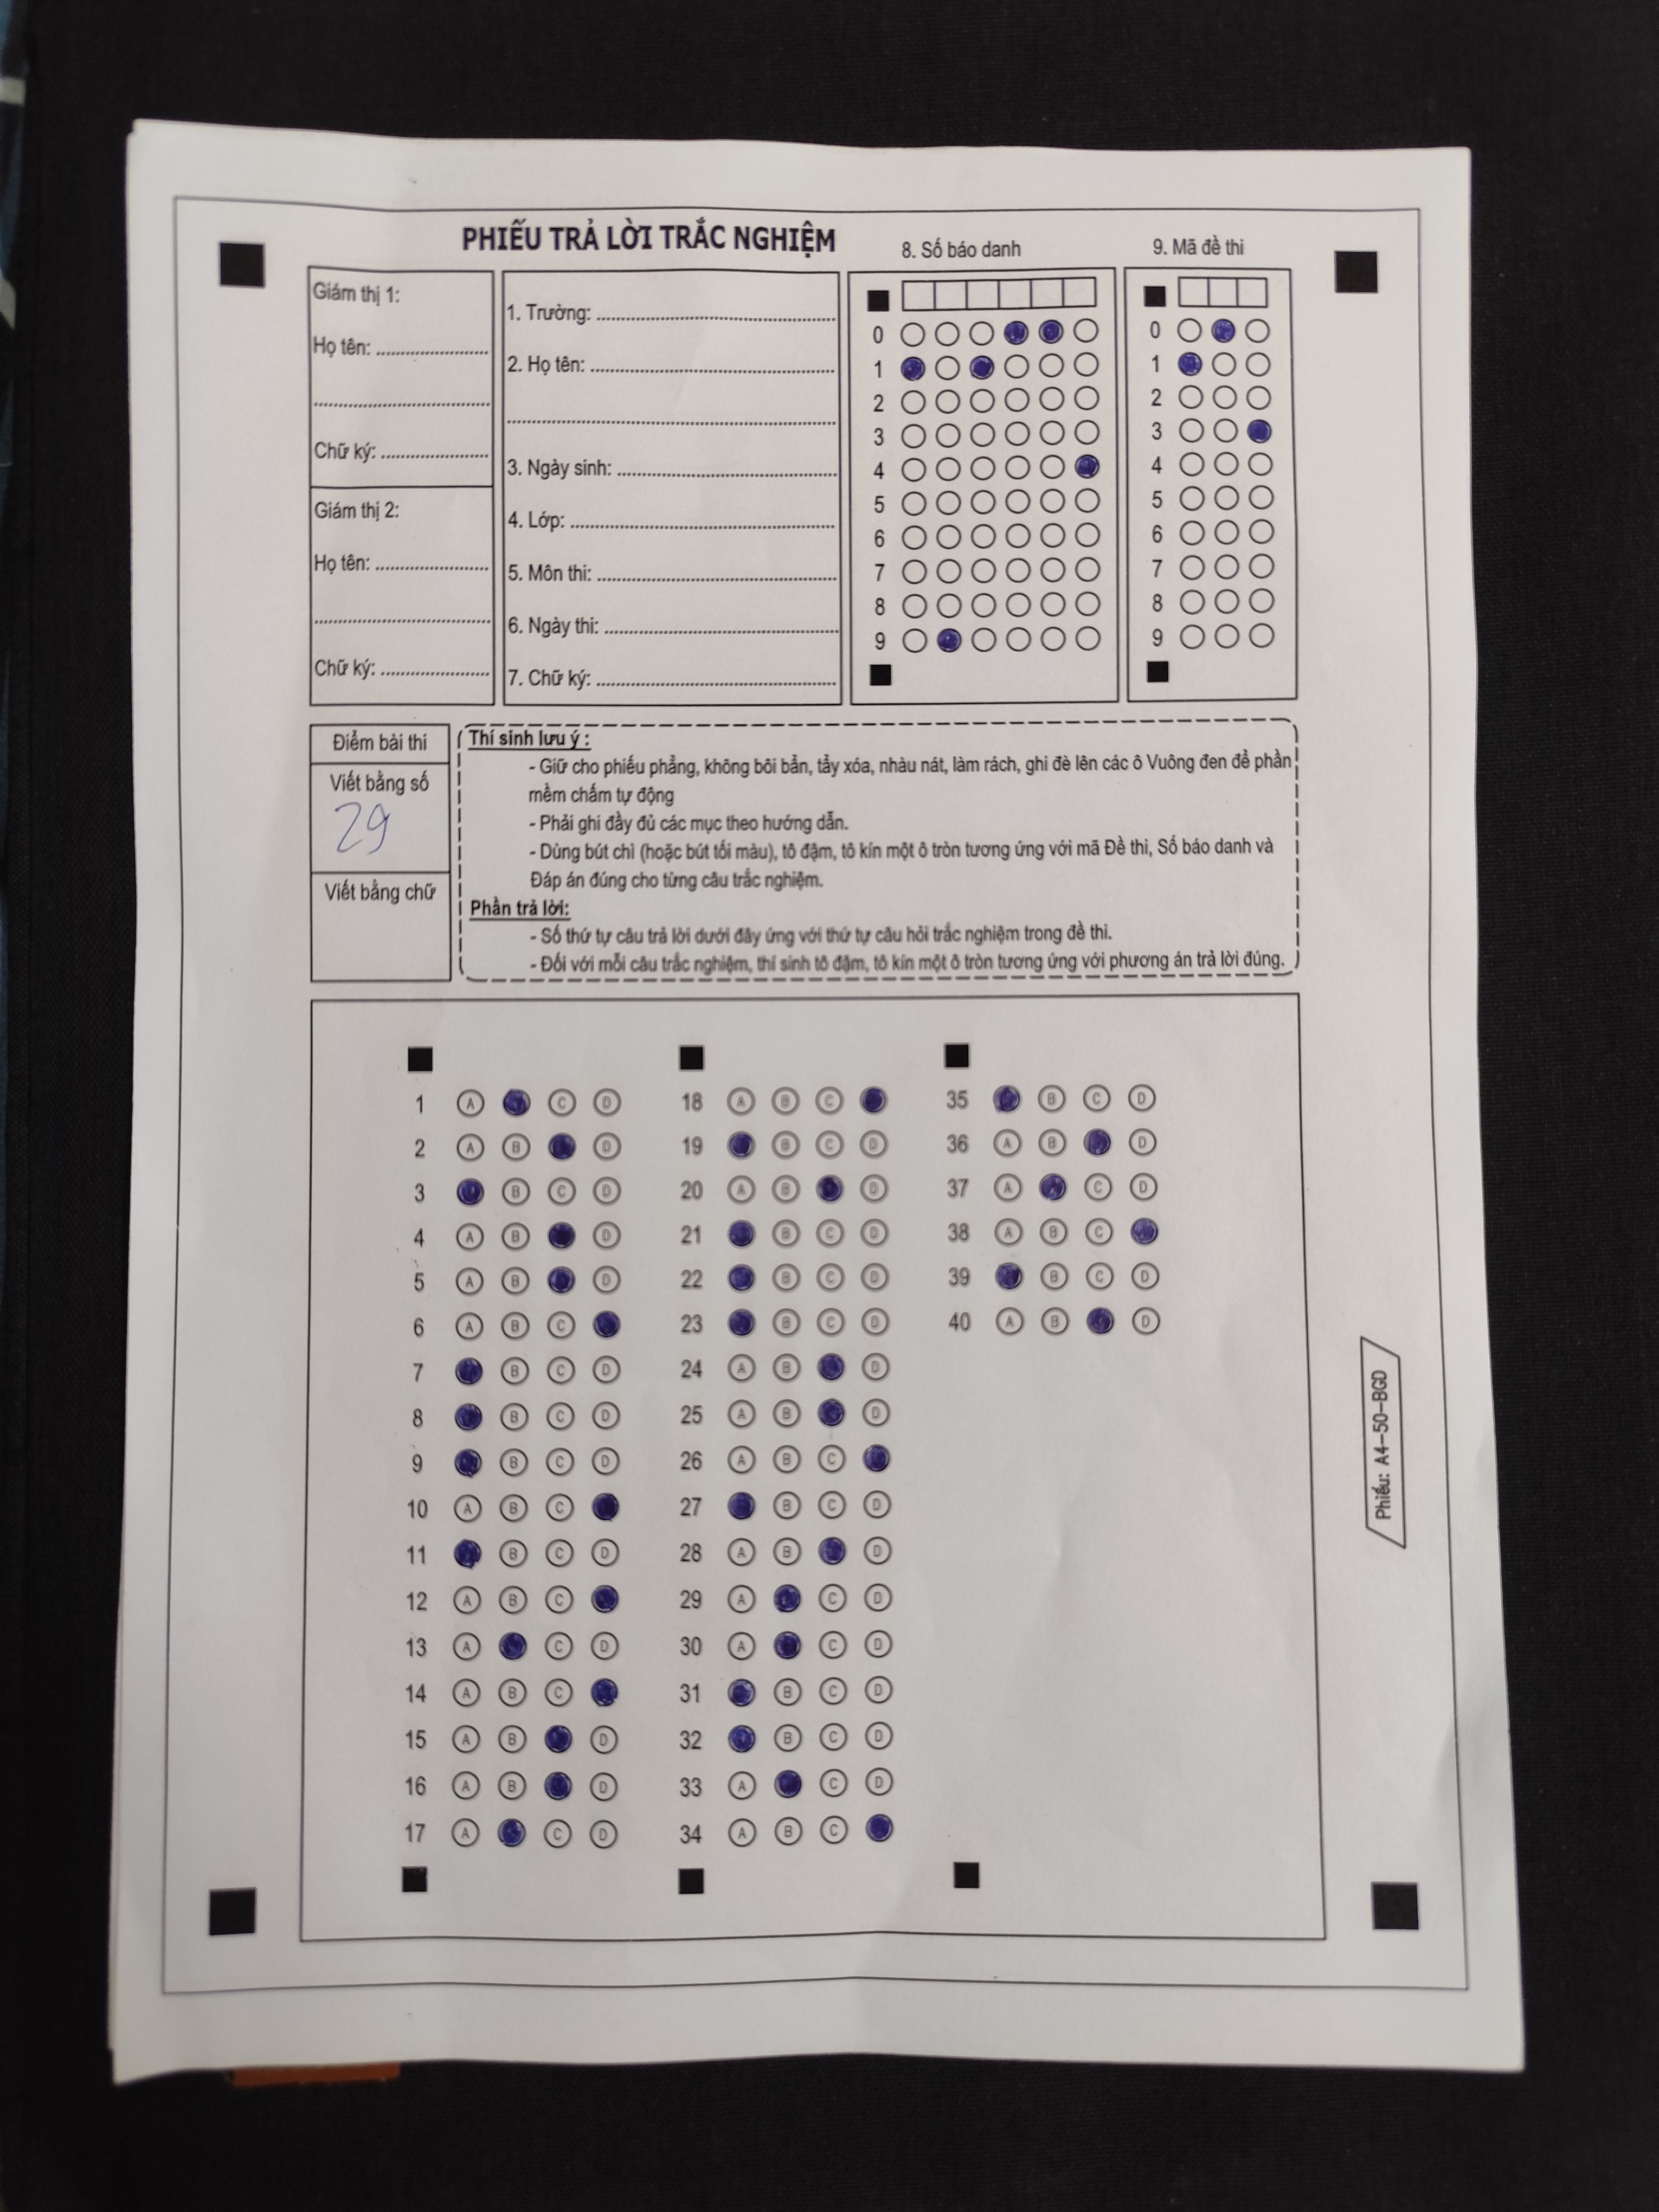 PHIẾU TRẢ LỜI TRẮC NGHIỆM
8. Số báo danh
9. Mã đề thi
Giám thị 1:
Họ tên: ....................
................................
Chữ ký: ....................
Giám thị 2:
Họ tên: ....................
................................
Chữ ký: ....................
1. Trường: ....................
2. Họ tên: ....................
................................
3. Ngày sinh: ....................
4. Lớp: ....................
5. Môn thi: ....................
6. Ngày thi: ....................
7. Chữ ký: ....................
0 0
1 1
2 2
3 3
4 4
5 5
6 6
7 7
8 8
9 9
Điểm bài thi
Viết bằng số
29
Viết bằng chữ
Thí sinh lưu ý :
- Giữ cho phiếu phẳng, không bôi bẩn, tẩy xóa, nhàu nát, làm rách, ghi đè lên các ô Vuông đen để phần
mềm chấm tự động
- Phải ghi đầy đủ các mục theo hướng dẫn.
- Dùng bút chì (hoặc bút tối màu), tô đậm, tô kín một ô tròn tương ứng với mã Đề thi, Số báo danh và
Đáp án đúng cho từng câu trắc nghiệm.
Phần trả lời:
- Số thứ tự câu trả lời dưới đây ứng với thứ tự câu hỏi trắc nghiệm trong đề thi.
- Đối với mỗi câu trắc nghiệm, thí sinh tô đậm, tô kín một ô tròn tương ứng với phương án trả lời đúng.
1 A C D
2 A B D
3 B C D
4 A B D
5 A B D
6 A B C
7 B C D
8 B C D
9 B C D
10 A B C
11 B C D
12 A B C
13 A C D
14 A B C
15 A B D
16 A B D
17 A C D
18 A B C
19 B C D
20 A B D
21 B C D
22 B C D
23 B C D
24 A B D
25 A B D
26 A B C
27 B C D
28 A B D
29 A C D
30 A C D
31 B C D
32 B C D
33 A C D
34 A B C
35 B C D
36 A B D
37 A C D
38 A B C
39 B C D
40 A B D
Phiếu: A4-50-BGD